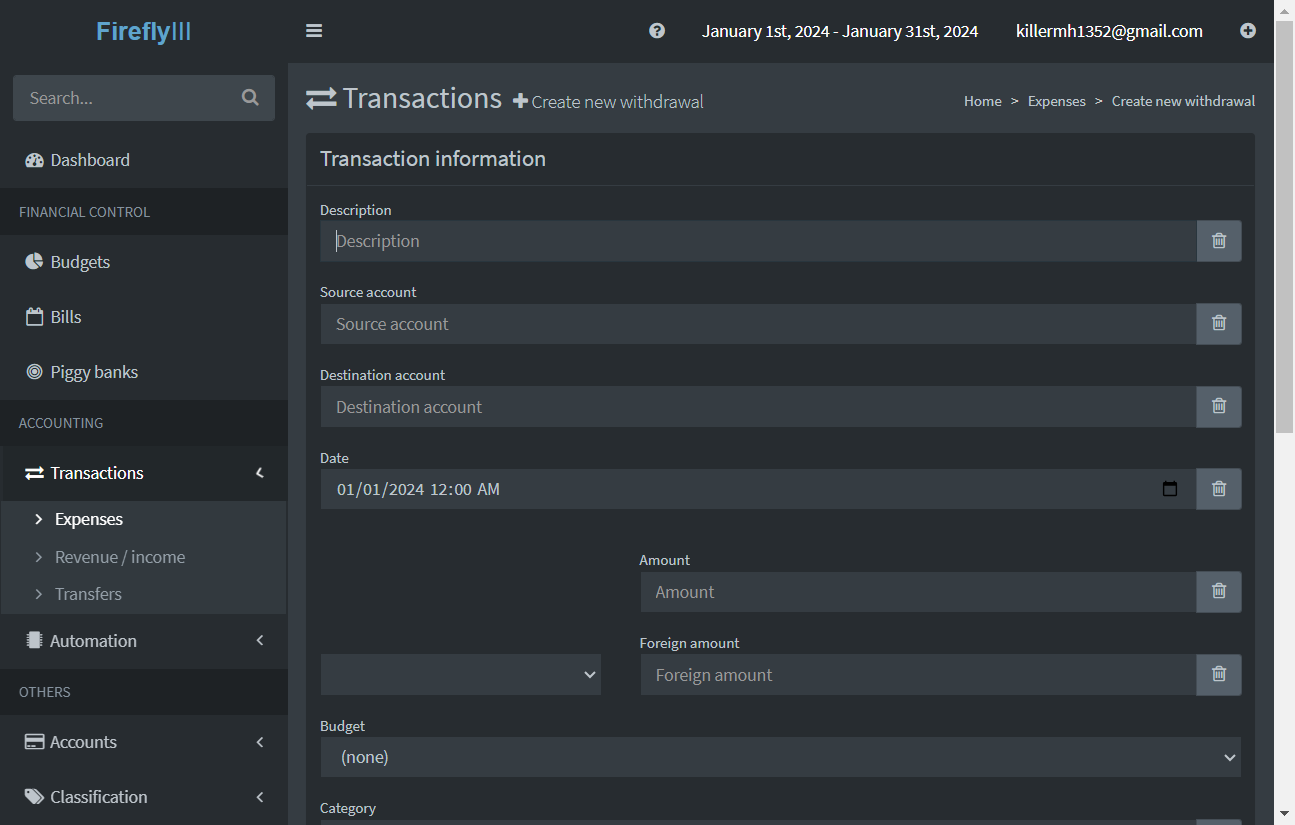 FireflyIII
January 1st, 2024 - January 31st, 2024
killermh1352@gmail.com
Search...
Dashboard
FINANCIAL CONTROL
Budgets
Bills
Piggy banks
ACCOUNTING
Transactions
Expenses
Revenue / income
Transfers
Automation
OTHERS
Accounts
Classification
Transactions Create new withdrawal
Home > Expenses > Create new withdrawal
Transaction information
Description
Description
Source account
Source account
Destination account
Destination account
Date
01/01/2024 12:00 AM
Amount
Amount
Foreign amount
Foreign amount
Budget
(none)
Category